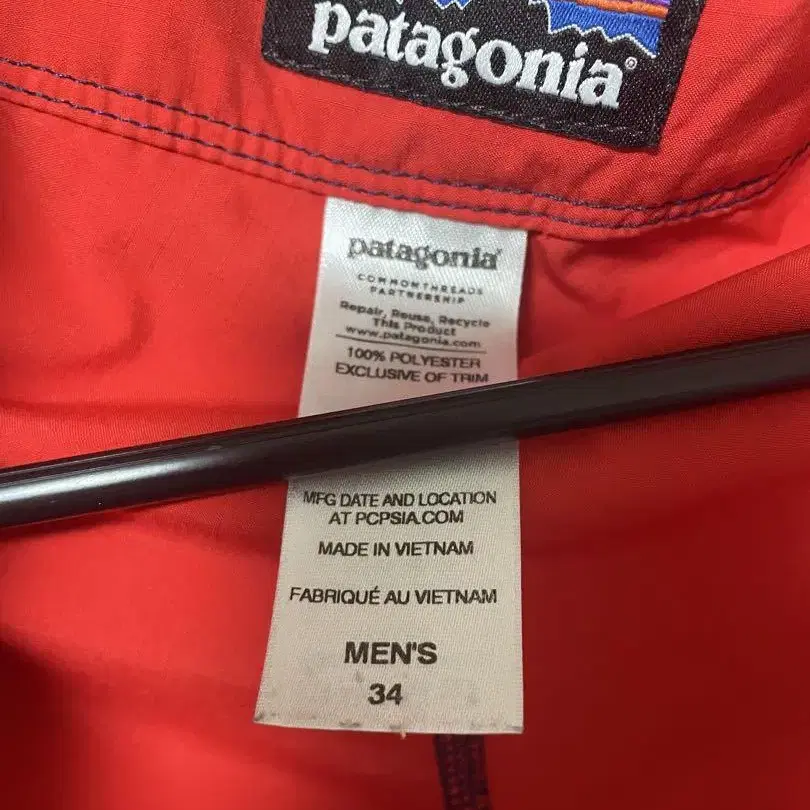 patagonia®
patagonia®
COMMONTHREADS
PARTNERSHIP
Repair, Reuse, Recycle
This Product
www.patagonia.com
100% POLYESTER
EXCLUSIVE OF TRIM
MFG DATE AND LOCATION
AT PCPSIA.COM
MADE IN VIETNAM
FABRIQUÉ AU VIETNAM
MEN'S
34